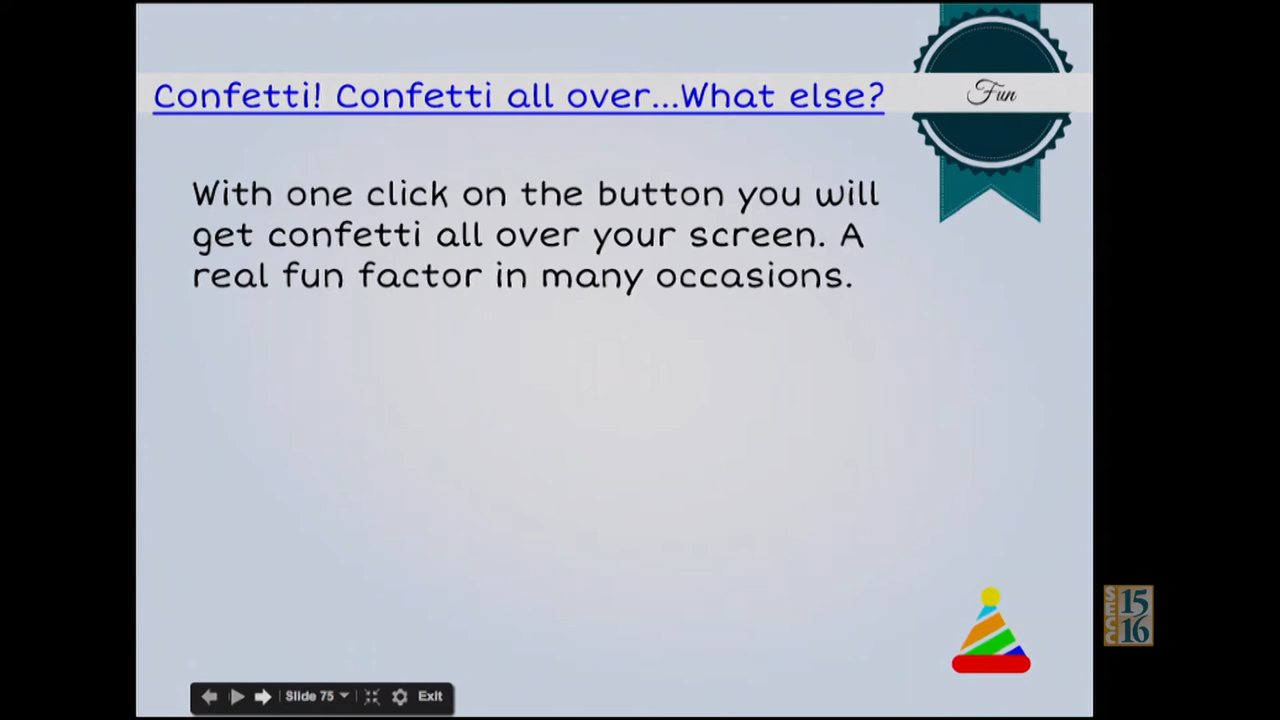 Confetti! Confetti all over...What else?
Fun
With one click on the button you will
get confetti all over your screen. A
real fun factor in many occasions.
SECC
15
16
Slide 75
Exit